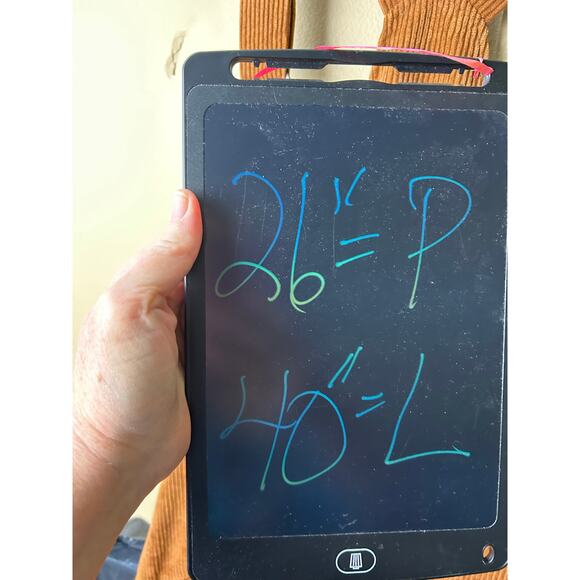 26" = P
40" = L